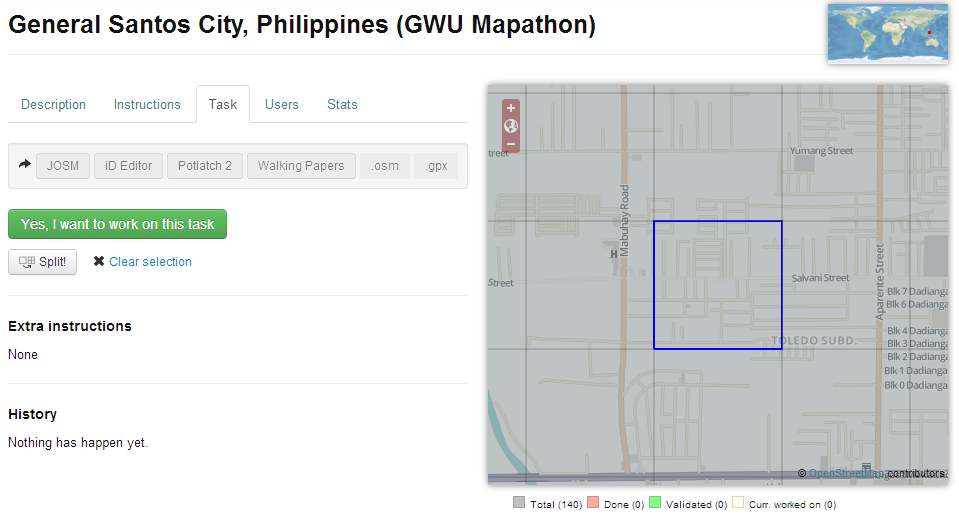 General Santos City, Philippines (GWU Mapathon)
Description Instructions Task Users Stats
JOSM iD Editor Potlatch 2 Walking Papers .osm .gpx
Yes, I want to work on this task
Split! Clear selection
Extra instructions
None
History
Nothing has happen yet.
+
−
treet
Yumang Street
Mabuhay Road
H
Street
Salvani Street
Aparente Street
Blk 7 Dadianga
Blk 6 Dadianga
TOLEDO SUBD.
Blk 4 Dadianga
Blk 3 Dadianga
Blk 2 Dadianga
Blk 1 Dadianga
Blk 0 Dadianga
© OpenStreetMap contributors
Total (140) Done (0) Validated (0) Curr. worked on (0)